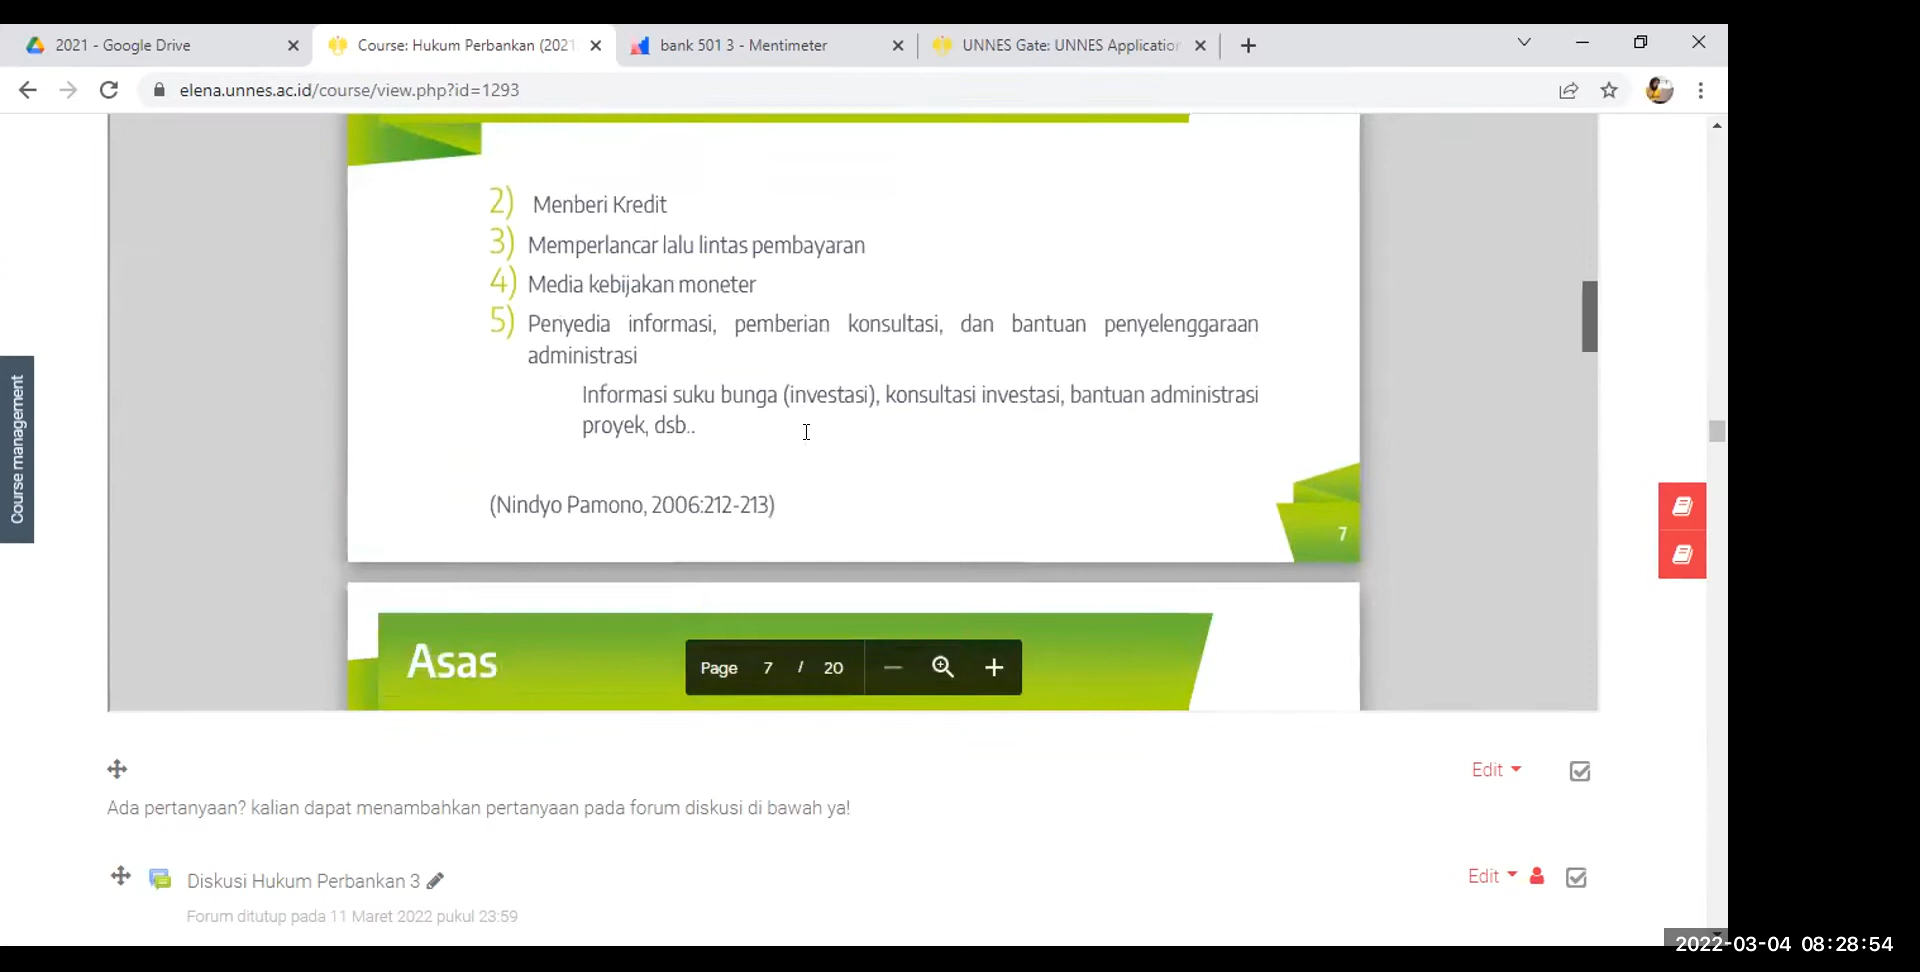 2021 - Google Drive
Course: Hukum Perbankan (2021
bank 501 3 - Mentimeter
UNNES Gate: UNNES Application
elena.unnes.ac.id/course/view.php?id=1293
2) Menberi Kredit
3) Memperlancar lalu lintas pembayaran
4) Media kebijakan moneter
5) Penyedia informasi, pemberian konsultasi, dan bantuan penyelenggaraan
administrasi
Informasi suku bunga (investasi), konsultasi investasi, bantuan administrasi
proyek, dsb..
(Nindyo Pamono, 2006:212-213)
7
Course management
Asas
Page 7 / 20
Edit
Ada pertanyaan? kalian dapat menambahkan pertanyaan pada forum diskusi di bawah ya!
Diskusi Hukum Perbankan 3
Edit
Forum ditutup pada 11 Maret 2022 pukul 23:59
2022-03-04 08:28:54